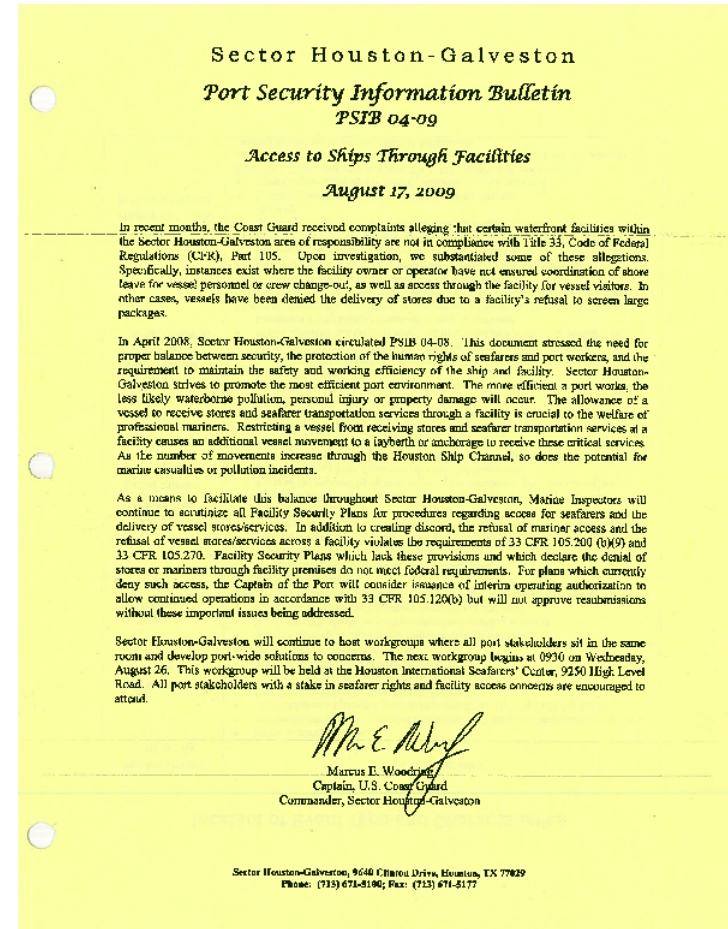 Sector Houston-Galveston
Port Security Information Bulletin
PSIB 04-09
Access to Ships Through Facilities
August 17, 2009
In recent months, the Coast Guard received complaints alleging that certain waterfront facilities within
the Sector Houston-Galveston area of responsibility are not in compliance with Title 33, Code of Federal
Regulations (CFR), Part 105. Upon investigation, we substantiated some of these allegations.
Specifically, instances exist where the facility owner or operator have not ensured coordination of shore
leave for vessel personnel or crew change-out, as well as access through the facility for vessel visitors. In
other cases, vessels have been denied the delivery of stores due to a facility's refusal to screen large
packages.
In April 2008, Sector Houston-Galveston circulated PSIB 04-08. This document stressed the need for
proper balance between security, the protection of the human rights of seafarers and port workers, and the
requirement to maintain the safety and working efficiency of the ship and facility. Sector Houston-
Galveston strives to promote the most efficient port environment. The more efficient a port works, the
less likely waterborne pollution, personal injury or property damage will occur. The allowance of a
vessel to receive stores and seafarer transportation services through a facility is crucial to the welfare of
professional mariners. Restricting a vessel from receiving stores and seafarer transportation services at a
facility causes an additional vessel movement to a layberth or anchorage to receive these critical services.
As the number of movements increase through the Houston Ship Channel, so does the potential for
marine casualties or pollution incidents.
As a means to facilitate this balance throughout Sector Houston-Galveston, Marine Inspectors will
continue to scrutinize all Facility Security Plans for procedures regarding access for seafarers and the
delivery of vessel stores/services. In addition to creating discord, the refusal of mariner access and the
refusal of vessel stores/services across a facility violates the requirements of 33 CFR 105.200 (b)(9) and
33 CFR 105.270. Facility Security Plans which lack these provisions and which declare the denial of
stores or mariners through facility premises do not meet federal requirements. For plans which currently
deny such access, the Captain of the Port will consider issuance of interim operating authorization to
allow continued operations in accordance with 33 CFR 105.120(b) but will not approve resubmissions
without these important issues being addressed.
Sector Houston-Galveston will continue to host workgroups where all port stakeholders sit in the same
room and develop port-wide solutions to concerns. The next workgroup begins at 0930 on Wednesday,
August 26. This workgroup will be held at the Houston International Seafarers' Center, 9250 High Level
Road. All port stakeholders with a stake in seafarer rights and facility access concerns are encouraged to
attend.
Marcus E. Woodring
Captain, U.S. Coast Guard
Commander, Sector Houston-Galveston
Sector Houston-Galveston, 9640 Clinton Drive, Houston, TX 77029
Phone: (713) 671-5100; Fax: (713) 671-5177